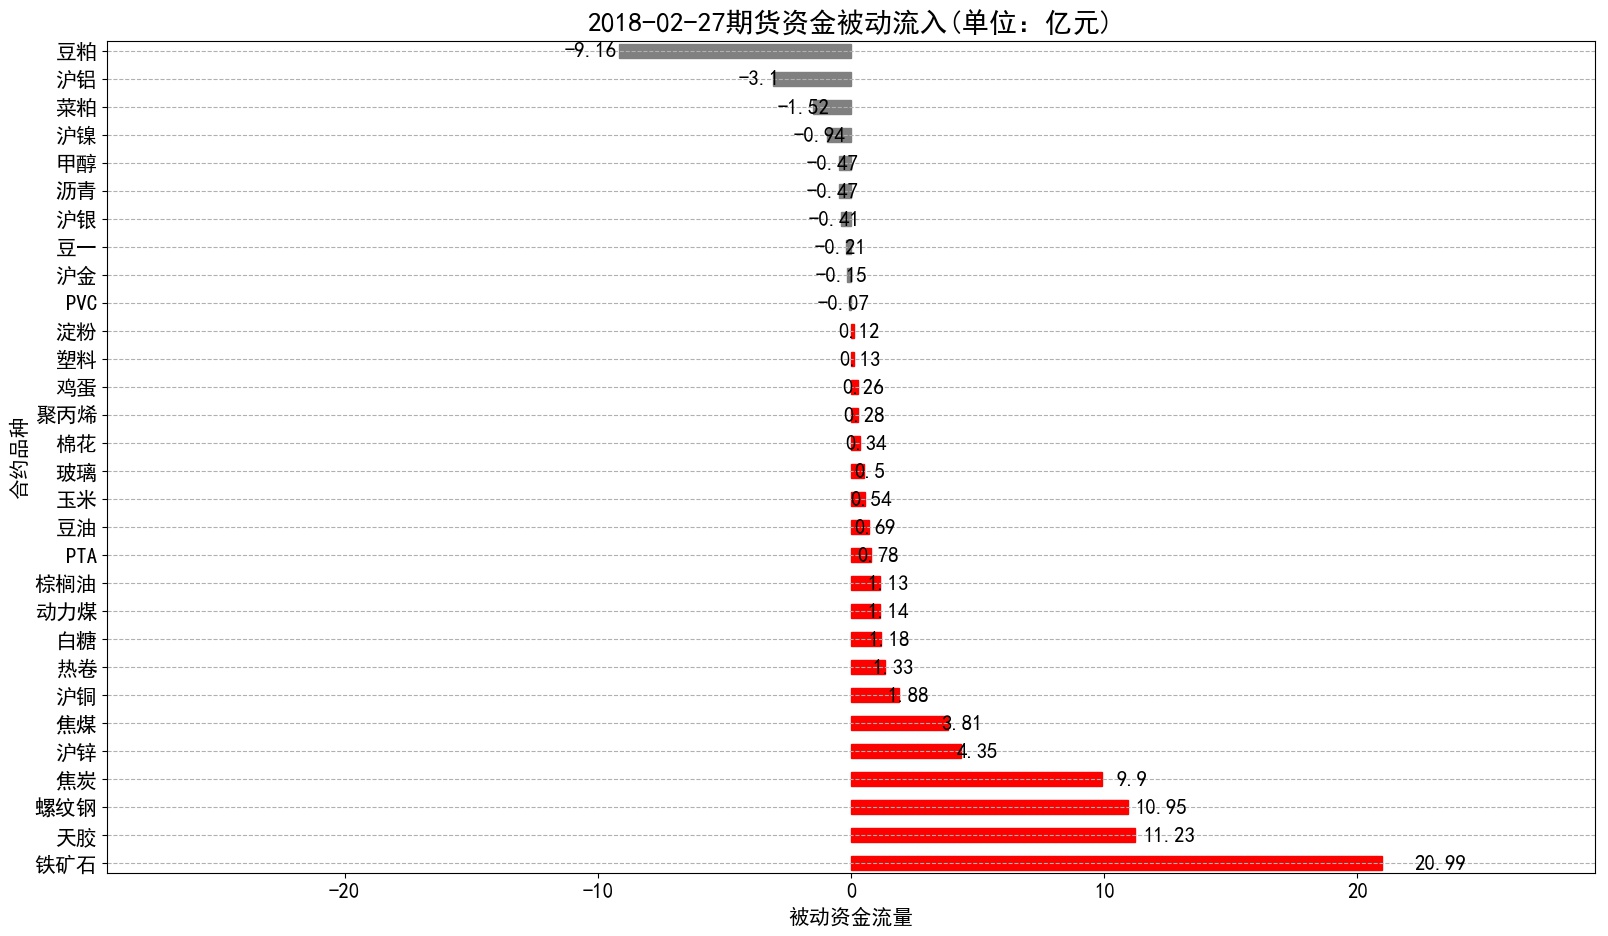 2018-02-27期货资金被动流入(单位：亿元)
豆粕 -9.16
沪铝 -3.1
菜粕 -1.52
沪镍 -0.94
甲醇 -0.47
沥青 -0.47
沪银 -0.41
豆一 -0.21
沪金 -0.15
PVC -0.07
淀粉 0.12
塑料 0.13
鸡蛋 0.26
聚丙烯 0.28
棉花 0.34
玻璃 0.5
玉米 0.54
豆油 0.69
PTA 0.78
棕榈油 1.13
动力煤 1.14
白糖 1.18
热卷 1.33
沪铜 1.88
焦煤 3.81
沪锌 4.35
焦炭 9.9
螺纹钢 10.95
天胶 11.23
铁矿石 20.99
合约品种
-20 -10 0 10 20
被动资金流量